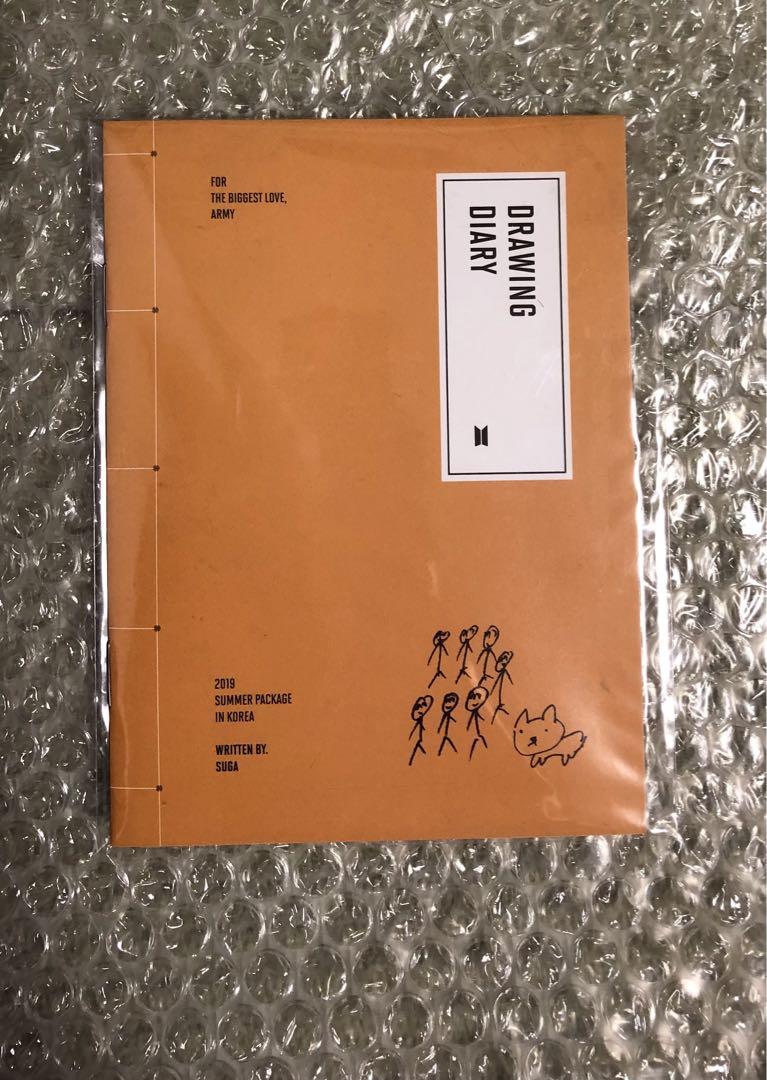 FOR
THE BIGGEST LOVE,
ARMY
DRAWING
DIARY
2019
SUMMER PACKAGE
IN KOREA
WRITTEN BY.
SUGA